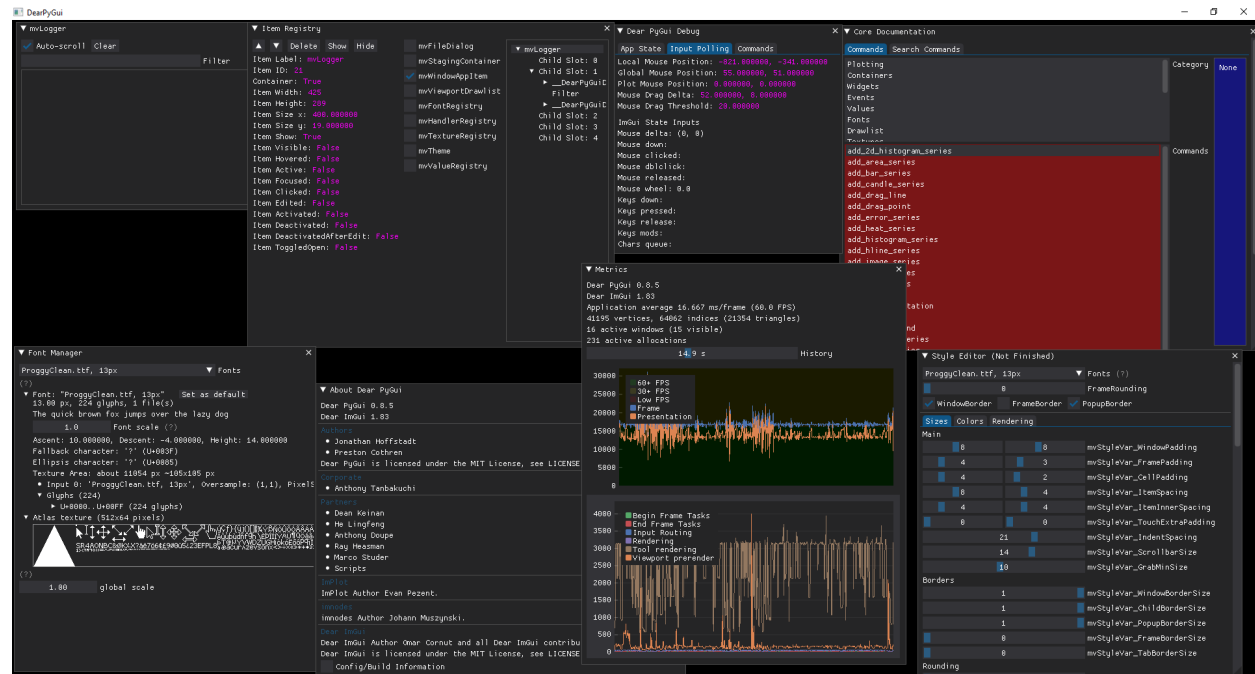 DearPyGui
mvLogger
Auto-scroll Clear
Filter
Item Registry
Delete Show Hide
Item Label: mvLogger
Item ID: 21
Container: True
Item Width: 425
Item Height: 209
Item Size x: 400.000000
Item Size y: 19.000000
Item Show: True
Item Visible: False
Item Hovered: False
Item Active: False
Item Focused: False
Item Clicked: False
Item Edited: False
Item Activated: False
Item Deactivated: False
Item DeactivatedAfterEdit: False
Item ToggledOpen: False
mvFileDialog
mvStagingContainer
mvWindowAppItem
mvViewportDrawlist
mvFontRegistry
mvHandlerRegistry
mvTextureRegistry
mvTheme
mvValueRegistry
mvLogger
Child Slot: 0
Child Slot: 1
__DearPyGuiD
Filter
__DearPyGuiD
Child Slot: 2
Child Slot: 3
Child Slot: 4
Dear PyGui Debug
App State Input Polling Commands
Local Mouse Position: -821.000000, -341.000000
Global Mouse Position: 55.000000, 51.000000
Plot Mouse Position: 0.000000, 0.000000
Mouse Drag Delta: 52.000000, 8.000000
Mouse Drag Threshold: 20.000000
ImGui State Inputs
Mouse delta: (0, 0)
Mouse down:
Mouse clicked:
Mouse dblclick:
Mouse released:
Mouse wheel: 0.0
Keys down:
Keys pressed:
Keys release:
Keys mods:
Chars queue:
Core Documentation
Commands Search Commands
Plotting
Containers
Widgets
Events
Values
Fonts
Drawlist
Textures
Category
None
add_2d_histogram_series
add_area_series
add_bar_series
add_candle_series
add_drag_line
add_drag_point
add_error_series
add_heat_series
add_histogram_series
add_hline_series
add_image_series
Commands
Metrics
Dear PyGui 0.8.5
Dear ImGui 1.83
Application average 16.667 ms/frame (60.0 FPS)
41195 vertices, 64062 indices (21354 triangles)
16 active windows (15 visible)
231 active allocations
14.9 s History
30000
25000
20000
15000
10000
5000
0
60+ FPS
30+ FPS
Low FPS
Frame
Presentation
4000
3500
3000
2500
2000
1500
1000
500
0
Begin Frame Tasks
End Frame Tasks
Input Routing
Rendering
Tool rendering
Viewport prerender
Font Manager
ProggyClean.ttf, 13px Fonts
(?)
Font: "ProggyClean.ttf, 13px" Set as default
13.00 px, 224 glyphs, 1 file(s)
The quick brown fox jumps over the lazy dog
1.0 Font scale (?)
Ascent: 10.000000, Descent: -4.000000, Height: 14.000000
Fallback character: '?' (U+003F)
Ellipsis character: '?' (U+0085)
Texture Area: about 11054 px ~105x105 px
Input 0: 'ProggyClean.ttf, 13px', Oversample: (1,1), PixelS
Glyphs (224)
U+0000..U+00FF (224 glyphs)
Atlas texture (512x64 pixels)
(?)
1.00 global scale
About Dear PyGui
Dear PyGui 0.8.5
Dear ImGui 1.83
Authors
Jonathan Hoffstadt
Preston Cothren
Dear PyGui is licensed under the MIT License, see LICENSE
Corporate
Anthony Tanbakuchi
Partners
Dean Keinan
He Lingfeng
Anthony Doupe
Ray Heasman
Marco Studer
Scripts
ImPlot
ImPlot Author Evan Pezent.
imnodes
imnodes Author Johann Muszynski.
Dear ImGui
Dear ImGui Author Omar Cornut and all Dear ImGui contribu
Dear ImGui is licensed under the MIT License, see LICENSE
Config/Build Information
Style Editor (Not Finished)
ProggyClean.ttf, 13px Fonts (?)
0 FrameRounding
WindowBorder FrameBorder PopupBorder
Sizes Colors Rendering
Main
8 8 mvStyleVar_WindowPadding
4 3 mvStyleVar_FramePadding
4 2 mvStyleVar_CellPadding
8 4 mvStyleVar_ItemSpacing
4 4 mvStyleVar_ItemInnerSpacing
0 0 mvStyleVar_TouchExtraPadding
21 mvStyleVar_IndentSpacing
14 mvStyleVar_ScrollbarSize
10 mvStyleVar_GrabMinSize
Borders
1 mvStyleVar_WindowBorderSize
1 mvStyleVar_ChildBorderSize
1 mvStyleVar_PopupBorderSize
0 mvStyleVar_FrameBorderSize
0 mvStyleVar_TabBorderSize
Rounding